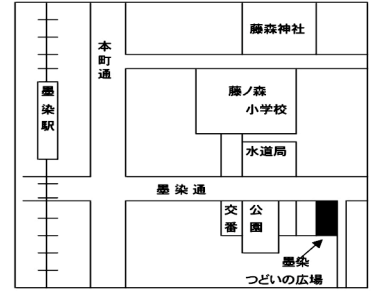 藤森神社
本町通
墨染駅
藤ノ森
小学校
水道局
墨染通
交番
公園
墨染
つどいの広場